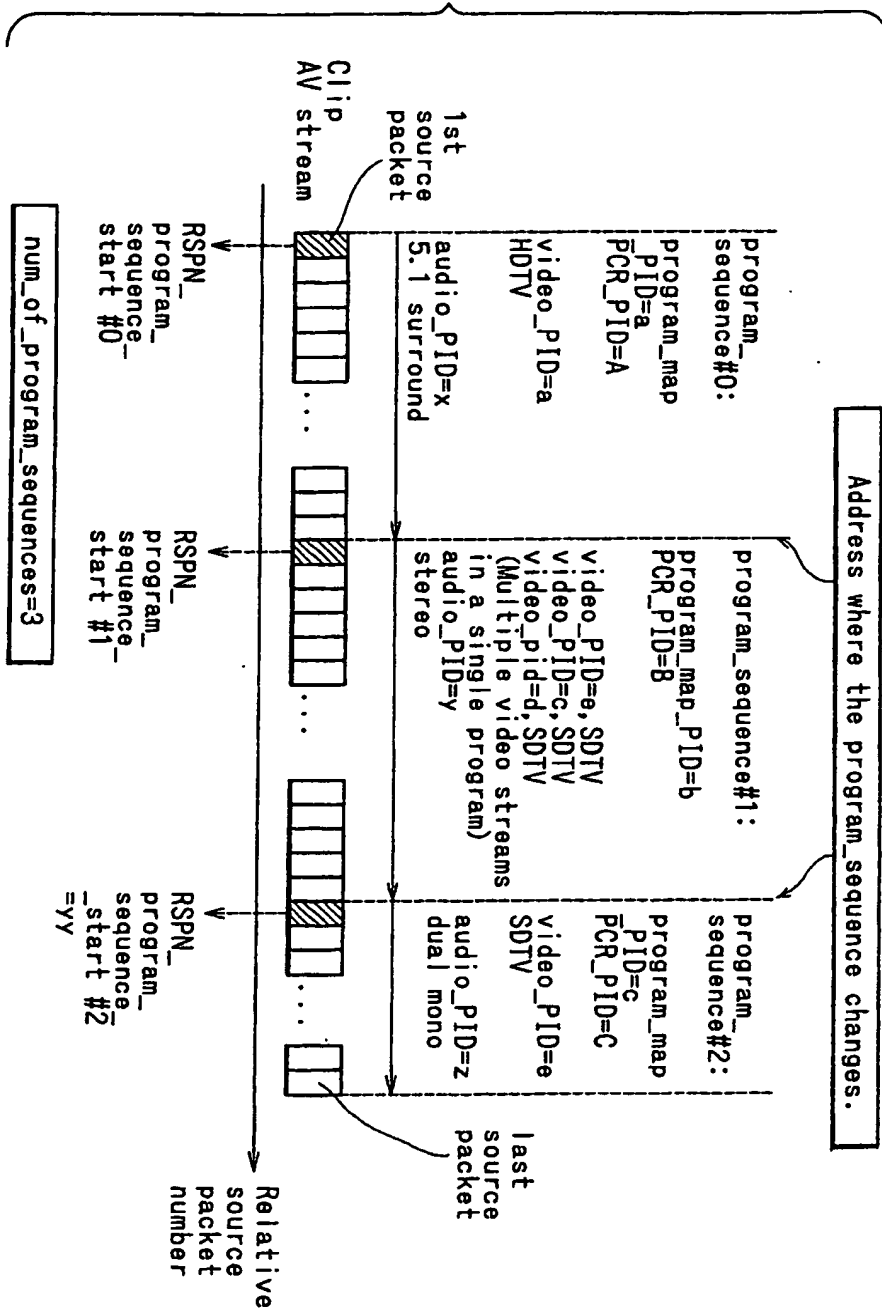 Address where the program_sequence changes.
program_
sequence#0:
program_map
_PID=a
PCR_PID=A
video_PID=a
HDTV
audio_PID=x
5.1 surround
program_sequence#1:
program_map_PID=b
PCR_PID=B
video_PID=e,SDTV
video_PID=c,SDTV
video_pid=d,SDTV
(Multiple video streams
in a single program)
audio_PID=y
stereo
program_
sequence#2:
program_map
_PID=c
PCR_PID=C
video_PID=e
SDTV
audio_PID=z
dual mono
1st
source
packet
last
source
packet
Clip
AV stream
...
...
...
Relative
source
packet
number
RSPN_
program_
sequence_
start #0
RSPN_
program_
sequence_
start #1
RSPN_
program_
sequence_
_start #2
=yy
num_of_program_sequences=3